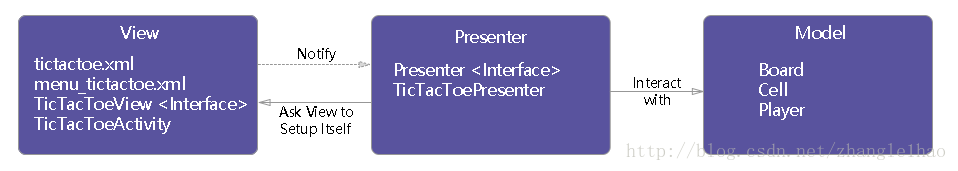 View
tictactoe.xml
menu_tictactoe.xml
TicTacToeView <Interface>
TicTacToeActivity
Notify
Ask View to
Setup Itself
Presenter
Presenter <Interface>
TicTacToePresenter
Interact
with
Model
Board
Cell
Player
http://blog.csdn.net/zhangleihao